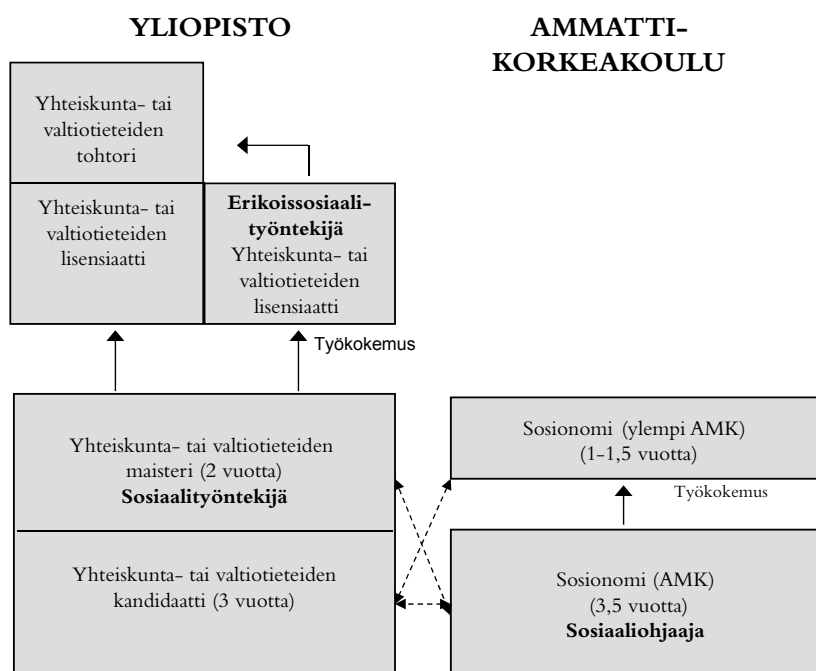 YLIOPISTO
AMMATTI-
KORKEAKOULU
Yhteiskunta- tai
valtiotieteiden
tohtori
Yhteiskunta- tai
valtiotieteiden
lisensiaatti
Erikoissosiaali-
työntekijä
Yhteiskunta- tai
valtiotieteiden
lisensiaatti
Työkokemus
Yhteiskunta- tai valtiotieteiden
maisteri (2 vuotta)
Sosiaalityöntekijä
Sosionomi (ylempi AMK)
(1-1,5 vuotta)
Työkokemus
Yhteiskunta- tai valtiotieteiden
kandidaatti (3 vuotta)
Sosionomi (AMK)
(3,5 vuotta)
Sosiaaliohjaaja